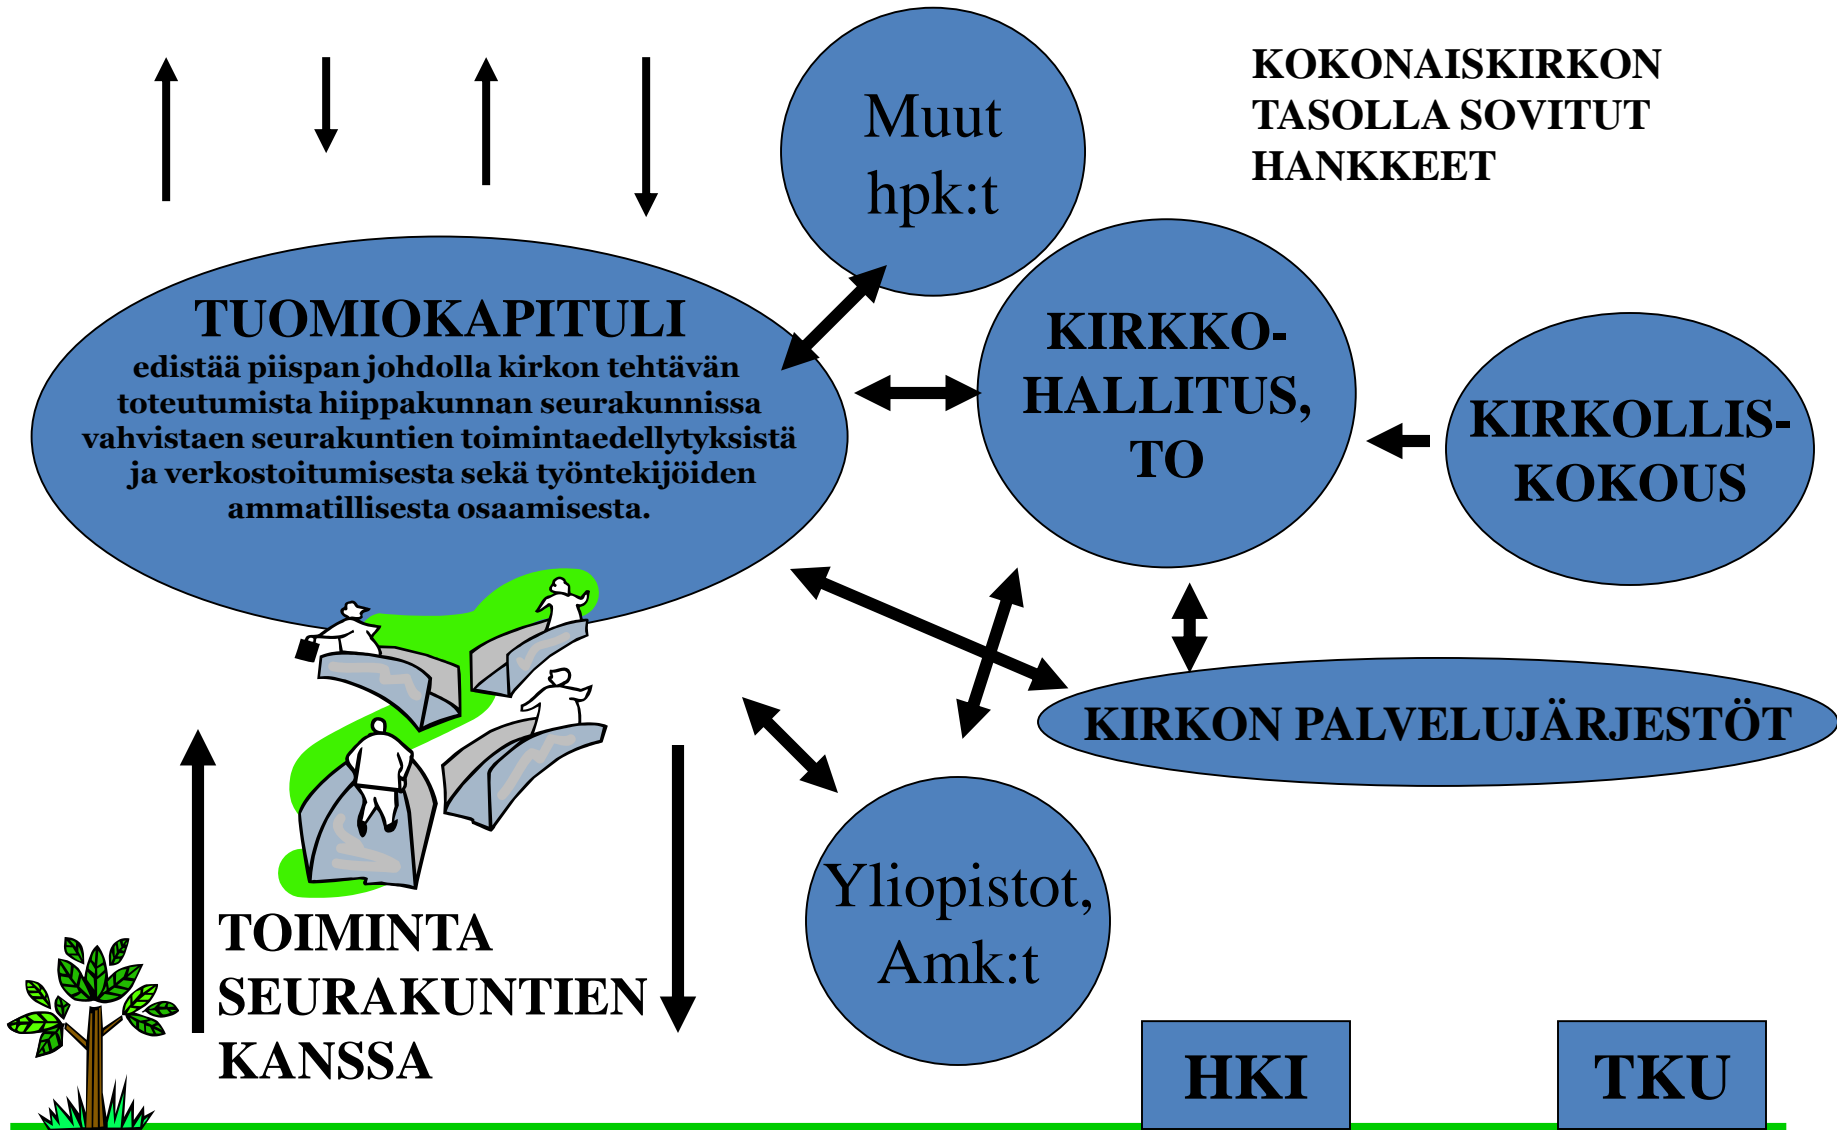 KOKONAISKIRKON
TASOLLA SOVITUT
HANKKEET
Muut
hpk:t
TUOMIOKAPITULI
edistää piispan johdolla kirkon tehtävän
toteutumista hiippakunnan seurakunnissa
vahvistaen seurakuntien toimintaedellytyksistä
ja verkostoitumisesta sekä työntekijöiden
ammatillisesta osaamisesta.
KIRKKO-
HALLITUS,
TO
KIRKOLLIS-
KOKOUS
KIRKON PALVELUJÄRJESTÖT
Yliopistot,
Amk:t
TOIMINTA
SEURAKUNTIEN
KANSSA
HKI
TKU